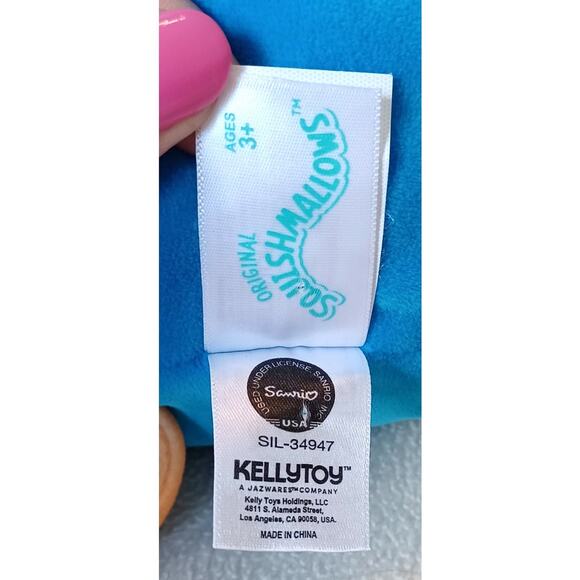 AGES
3+
ORIGINAL
SQUISHMALLOWS™
USED UNDER LICENSE, SANRIO, INC.
Sanrio
USA
SIL-34947
KELLYTOY™
A JAZWARES™ COMPANY
Kelly Toys Holdings, LLC
4811 S. Alameda Street,
Los Angeles, CA 90058, USA.
MADE IN CHINA